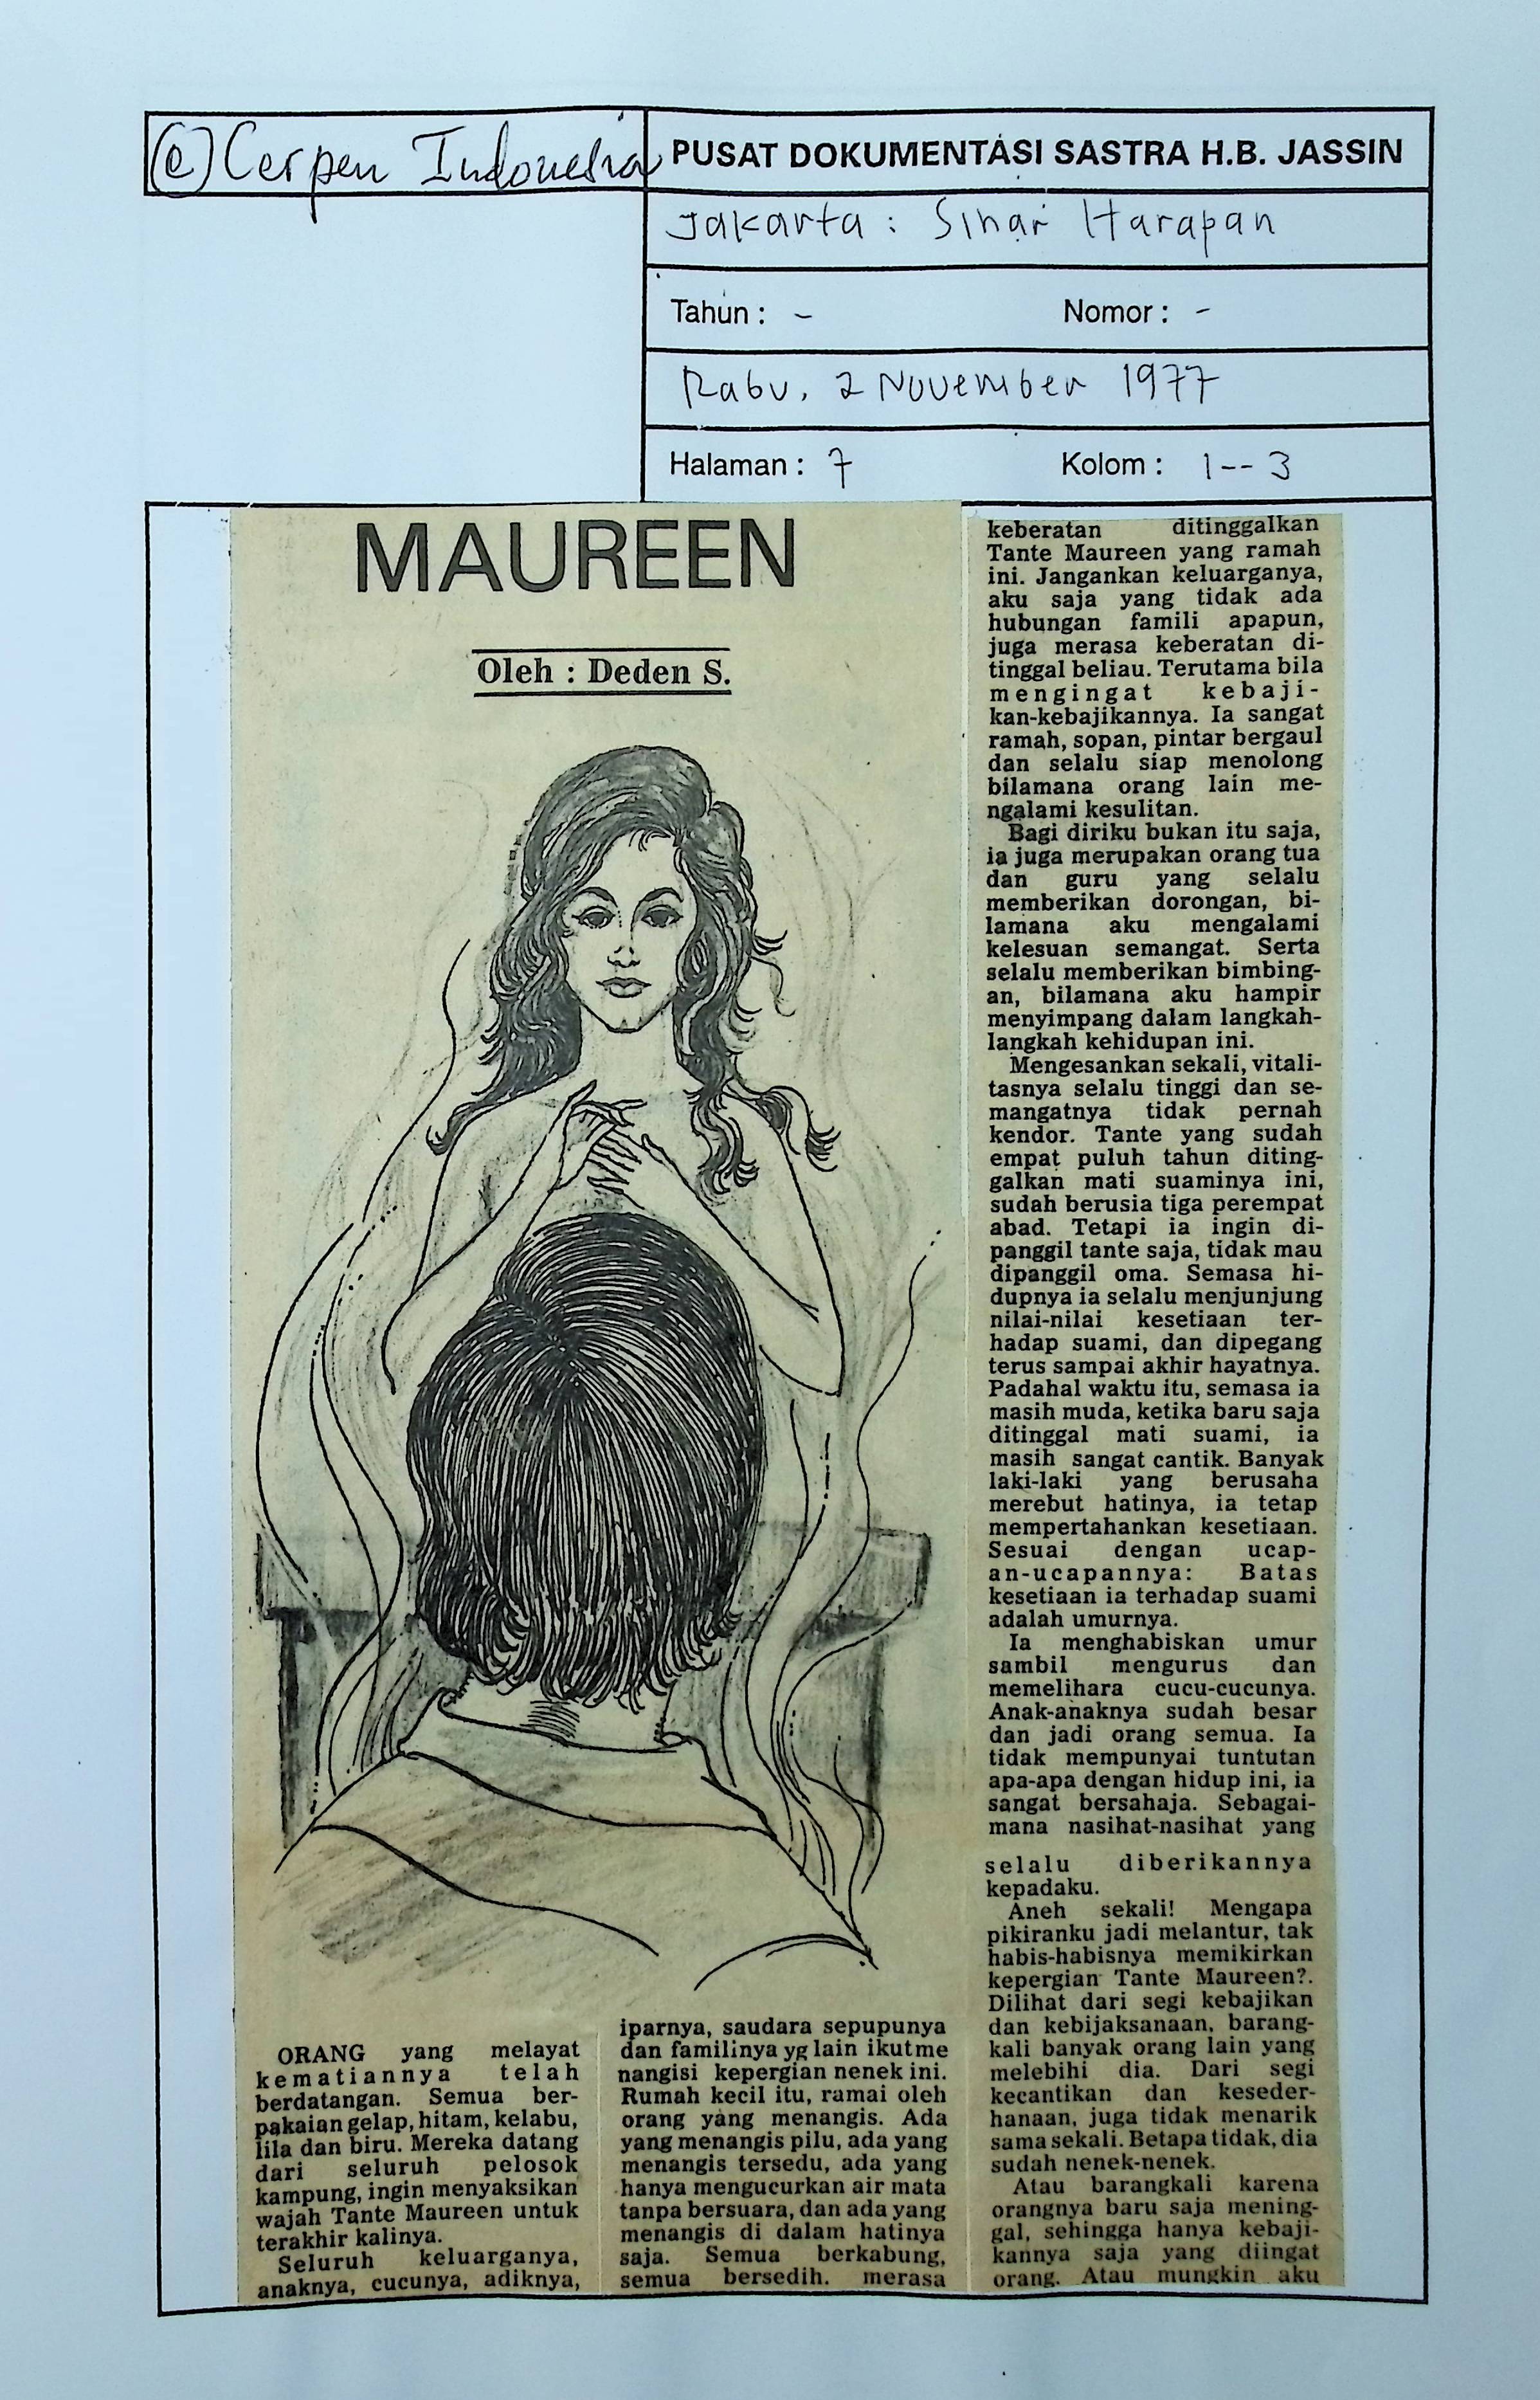 (e) Cerpen Indonesia
PUSAT DOKUMENTASI SASTRA H.B. JASSIN
Jakarta : Sinar Harapan
Tahun : - Nomor : -
Rabu, 2 November 1977
Halaman : 7 Kolom : 1--3
MAUREEN
Oleh : Deden S.
ORANG yang melayat
kematiannya telah
berdatangan. Semua ber-
pakaian gelap, hitam, kelabu,
lila dan biru. Mereka datang
dari seluruh pelosok
kampung, ingin menyaksikan
wajah Tante Maureen untuk
terakhir kalinya.
Seluruh keluarganya,
anaknya, cucunya, adiknya,
iparnya, saudara sepupunya
dan familinya yg lain ikut me
nangisi kepergian nenek ini.
Rumah kecil itu, ramai oleh
orang yang menangis. Ada
yang menangis pilu, ada yang
menangis tersedu, ada yang
hanya mengucurkan air mata
tanpa bersuara, dan ada yang
menangis di dalam hatinya
saja. Semua berkabung,
semua bersedih. merasa
keberatan ditinggalkan
Tante Maureen yang ramah
ini. Jangankan keluarganya,
aku saja yang tidak ada
hubungan famili apapun,
juga merasa keberatan di-
tinggal beliau. Terutama bila
mengingat kebaji-
kan-kebajikannya. Ia sangat
ramah, sopan, pintar bergaul
dan selalu siap menolong
bilamana orang lain me-
ngalami kesulitan.
Bagi diriku bukan itu saja,
ia juga merupakan orang tua
dan guru yang selalu
memberikan dorongan, bi-
lamana aku mengalami
kelesuan semangat. Serta
selalu memberikan bimbing-
an, bilamana aku hampir
menyimpang dalam langkah-
langkah kehidupan ini.
Mengesankan sekali, vitali-
tasnya selalu tinggi dan se-
mangatnya tidak pernah
kendor. Tante yang sudah
empat puluh tahun diting-
galkan mati suaminya ini,
sudah berusia tiga perempat
abad. Tetapi ia ingin di-
panggil tante saja, tidak mau
dipanggil oma. Semasa hi-
dupnya ia selalu menjunjung
nilai-nilai kesetiaan ter-
hadap suami, dan dipegang
terus sampai akhir hayatnya.
Padahal waktu itu, semasa ia
masih muda, ketika baru saja
ditinggal mati suami, ia
masih sangat cantik. Banyak
laki-laki yang berusaha
merebut hatinya, ia tetap
mempertahankan kesetiaan.
Sesuai dengan ucap-
an-ucapannya: Batas
kesetiaan ia terhadap suami
adalah umurnya.
Ia menghabiskan umur
sambil mengurus dan
memelihara cucu-cucunya.
Anak-anaknya sudah besar
dan jadi orang semua. Ia
tidak mempunyai tuntutan
apa-apa dengan hidup ini, ia
sangat bersahaja. Sebagai-
mana nasihat-nasihat yang
selalu diberikannya
kepadaku.
Aneh sekali! Mengapa
pikiranku jadi melantur, tak
habis-habisnya memikirkan
kepergian Tante Maureen?.
Dilihat dari segi kebajikan
dan kebijaksanaan, barang-
kali banyak orang lain yang
melebihi dia. Dari segi
kecantikan dan keseder-
hanaan, juga tidak menarik
sama sekali. Betapa tidak, dia
sudah nenek-nenek.
Atau barangkali karena
orangnya baru saja mening-
gal, sehingga hanya kebaji-
kannya saja yang diingat
orang. Atau mungkin aku